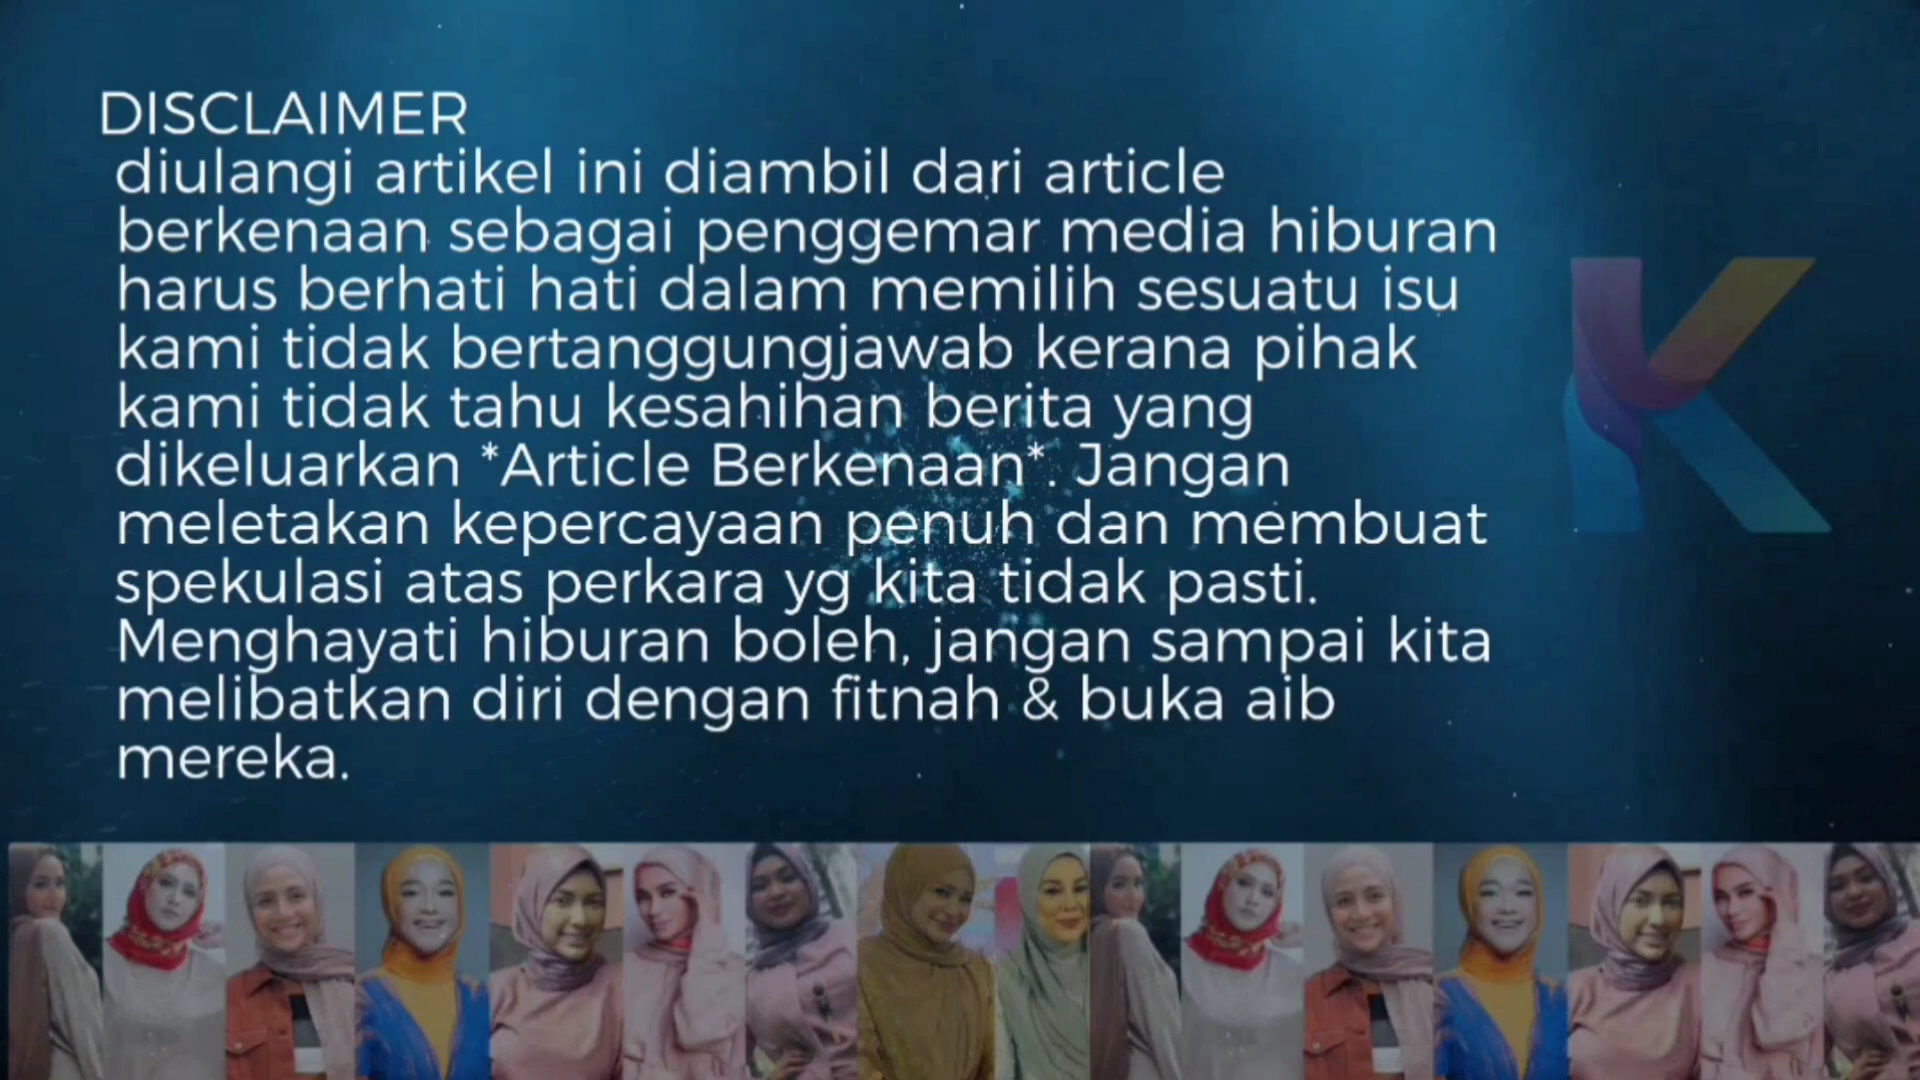 DISCLAIMER
diulangi artikel ini diambil dari article
berkenaan sebagai penggemar media hiburan
harus berhati hati dalam memilih sesuatu isu
kami tidak bertanggungjawab kerana pihak
kami tidak tahu kesahihan berita yang
dikeluarkan *Article Berkenaan*. Jangan
meletakan kepercayaan penuh dan membuat
spekulasi atas perkara yg kita tidak pasti.
Menghayati hiburan boleh, jangan sampai kita
melibatkan diri dengan fitnah & buka aib
mereka.
K